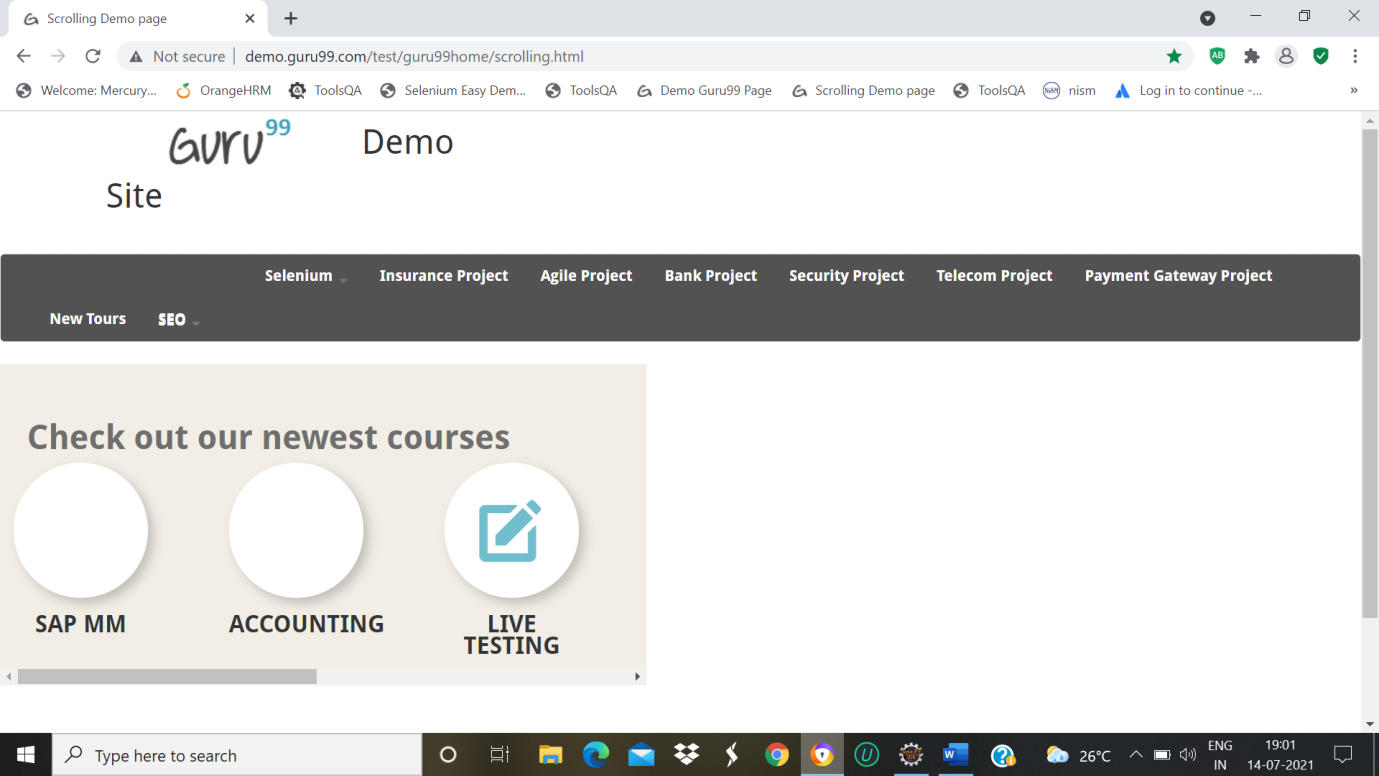 Scrolling Demo page
Not secure demo.guru99.com/test/guru99home/scrolling.html
AB
Welcome: Mercury... OrangeHRM ToolsQA Selenium Easy Dem... ToolsQA Demo Guru99 Page Scrolling Demo page ToolsQA NiSM nism Log in to continue -... »
Guru99 Demo
Site
Selenium Insurance Project Agile Project Bank Project Security Project Telecom Project Payment Gateway Project
New Tours SEO
Check out our newest courses
SAP MM ACCOUNTING LIVE
TESTING
Type here to search
26°C
ENG
IN
19:01
14-07-2021